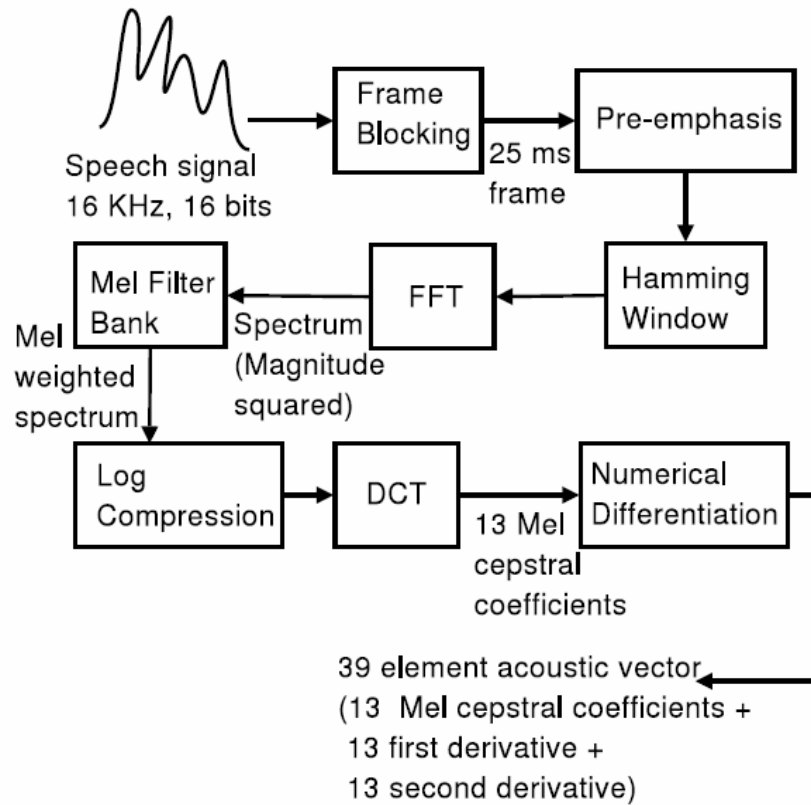 Frame
Blocking
Pre-emphasis
25 ms
frame
Speech signal
16 KHz, 16 bits
Hamming
Window
FFT
Mel Filter
Bank
Spectrum
(Magnitude
squared)
Mel
weighted
spectrum
Log
Compression
DCT
Numerical
Differentiation
13 Mel
cepstral
coefficients
39 element acoustic vector
(13 Mel cepstral coefficients +
13 first derivative +
13 second derivative)